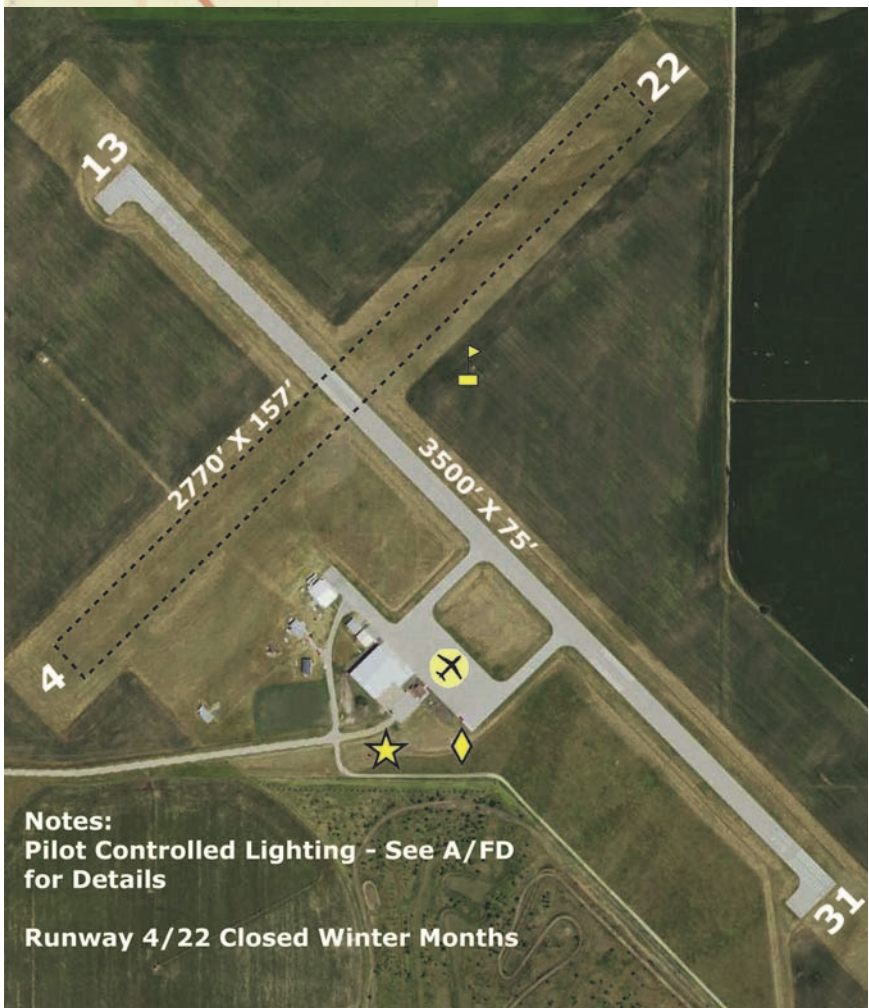 22
13
2770' X 157'
3500' X 75'
4
Notes:
Pilot Controlled Lighting - See A/FD
for Details
Runway 4/22 Closed Winter Months
31